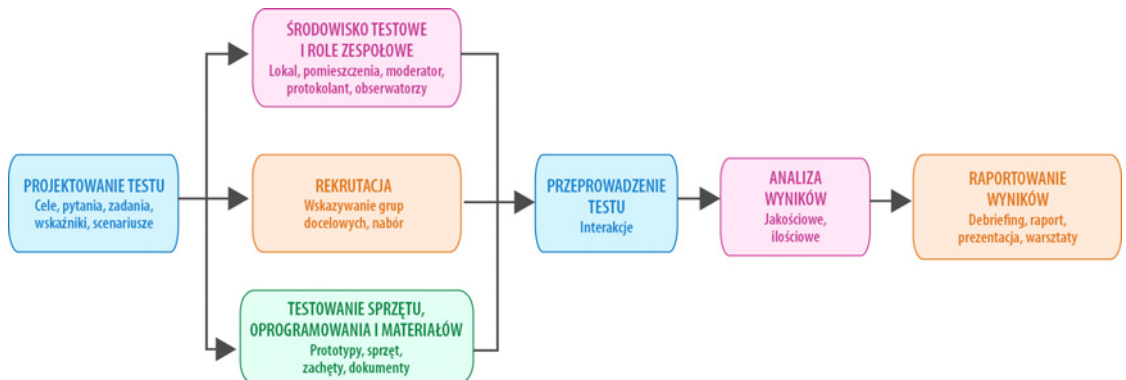 PROJEKTOWANIE TESTU
Cele, pytania, zadania,
wskaźniki, scenariusze
ŚRODOWISKO TESTOWE
I ROLE ZESPOŁOWE
Lokal, pomieszczenia, moderator,
protokolant, obserwatorzy
REKRUTACJA
Wskazywanie grup
docelowych, nabór
TESTOWANIE SPRZĘTU,
OPROGRAMOWANIA I MATERIAŁÓW
Prototypy, sprzęt,
zachęty, dokumenty
PRZEPROWADZENIE
TESTU
Interakcje
ANALIZA
WYNIKÓW
Jakościowe,
ilościowe
RAPORTOWANIE
WYNIKÓW
Debriefing, raport,
prezentacja, warsztaty